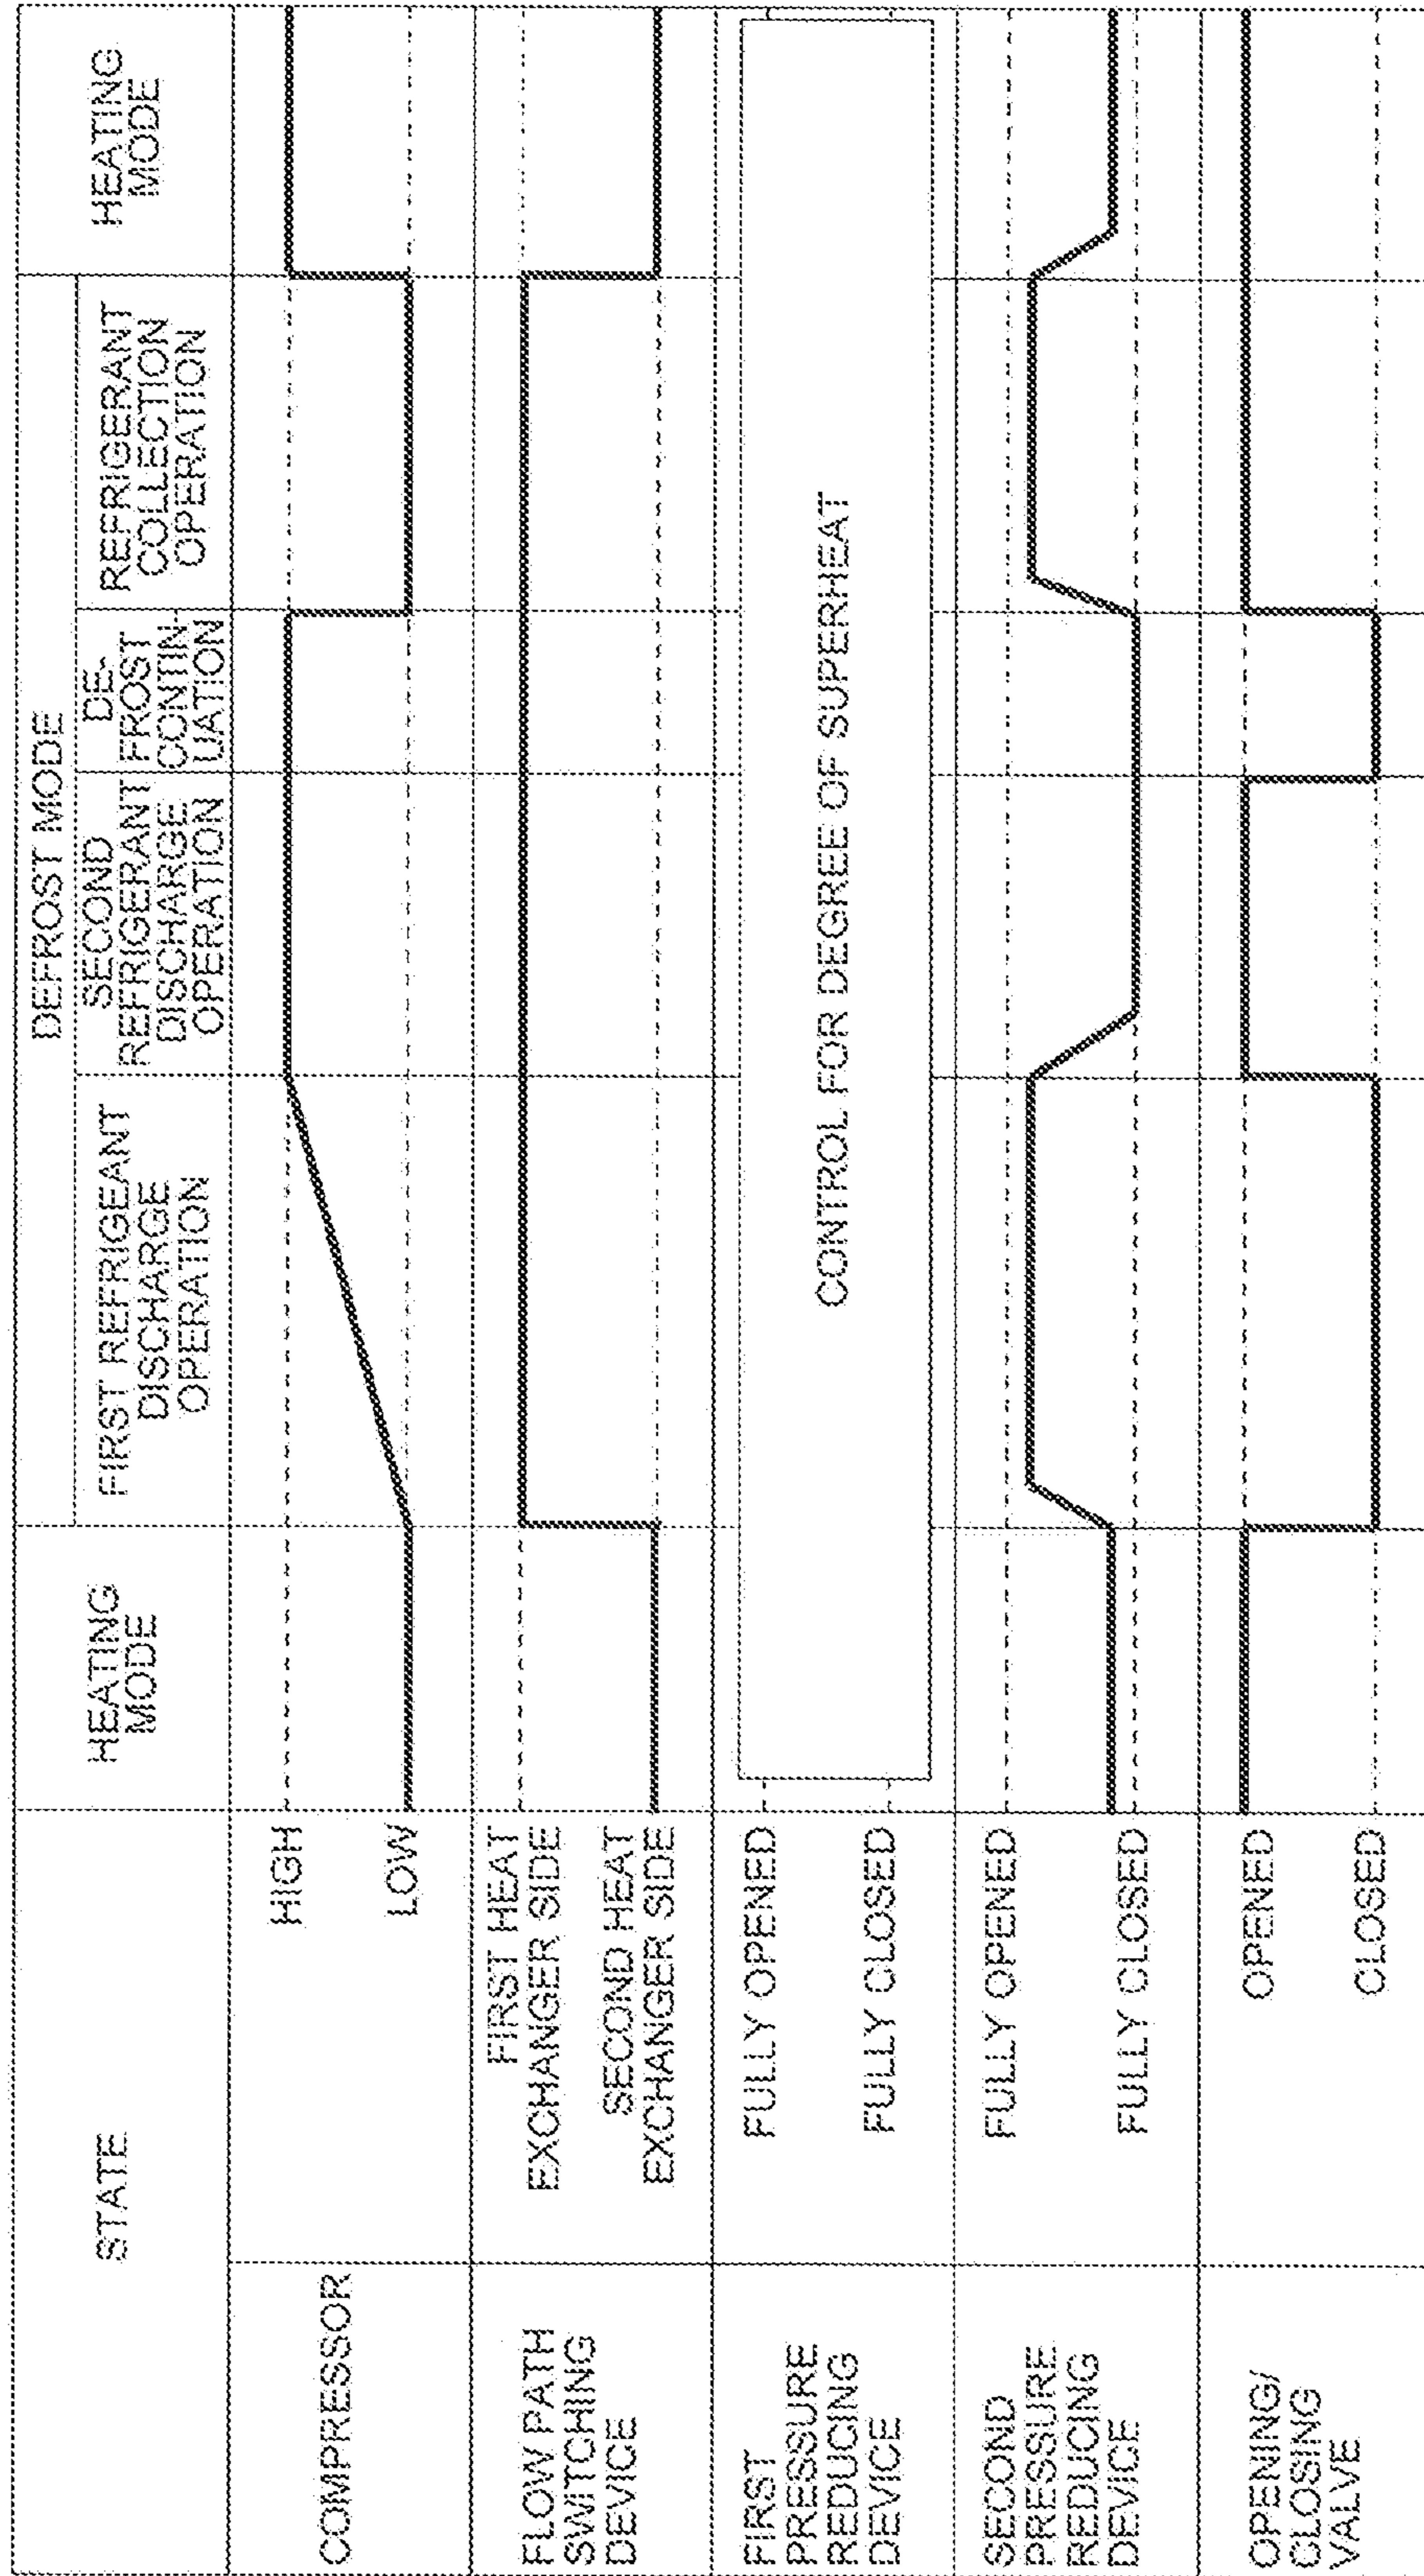 STATE
HEATING
MODE
DEFROST MODE
FIRST REFRIGEANT
DISCHARGE
OPERATION
SECOND
REFRIGERANT
DISCHARGE
OPERATION
DE-
FROST
CONTIN-
UATION
REFRIGERANT
COLLECTION
OPERATION
HEATING
MODE
COMPRESSOR
HIGH
LOW
FLOW PATH
SWITCHING
DEVICE
FIRST HEAT
EXCHANGER SIDE
SECOND HEAT
EXCHANGER SIDE
FIRST
PRESSURE
REDUCING
DEVICE
FULLY OPENED
FULLY CLOSED
CONTROL FOR DEGREE OF SUPERHEAT
SECOND
PRESSURE
REDUCING
DEVICE
FULLY OPENED
FULLY CLOSED
OPENING/
CLOSING
VALVE
OPENED
CLOSED